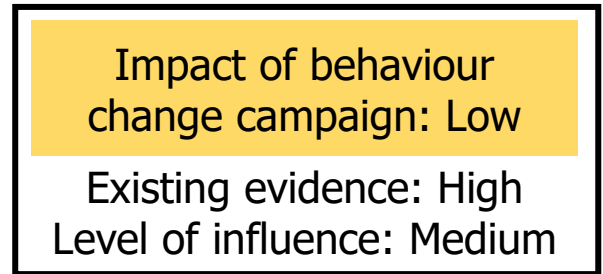 Impact of behaviour
change campaign: Low
Existing evidence: High
Level of influence: Medium